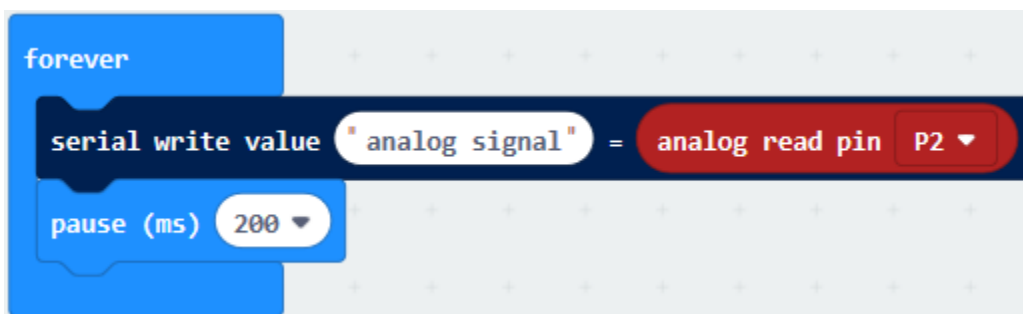 forever
serial write value "analog signal" = analog read pin P2
pause (ms) 200